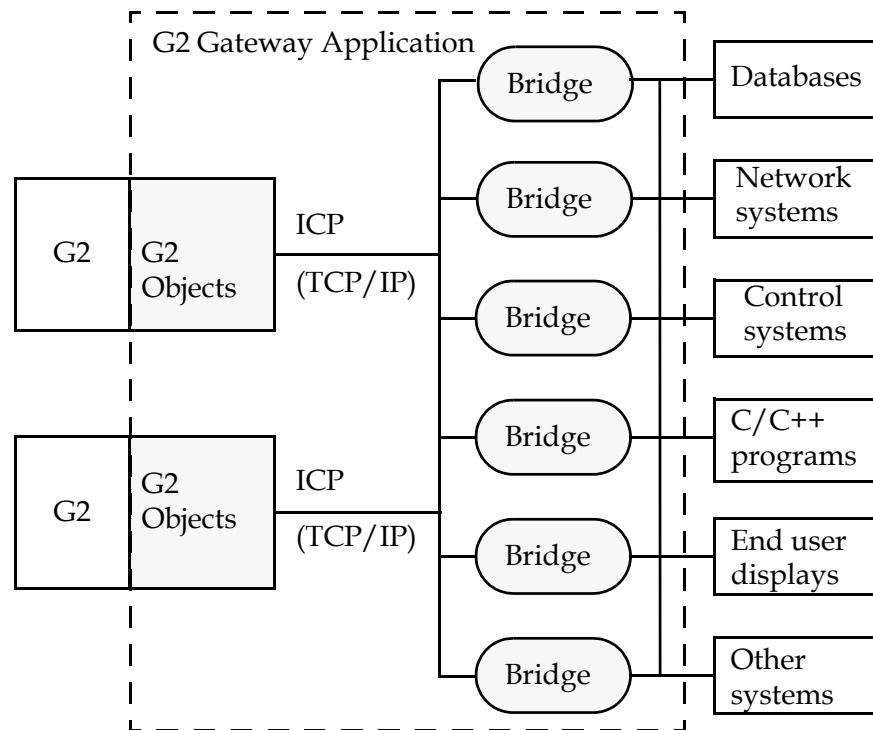 G2 Gateway Application
Bridge
Databases
Bridge
Network
systems
G2
G2
Objects
ICP
(TCP/IP)
Bridge
Control
systems
Bridge
C/C++
programs
G2
G2
Objects
ICP
(TCP/IP)
Bridge
End user
displays
Bridge
Other
systems